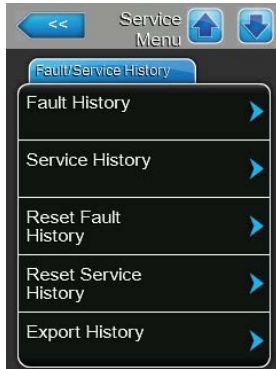 <<
Service
Menu
Fault/Service History
Fault History
Service History
Reset Fault
History
Reset Service
History
Export History